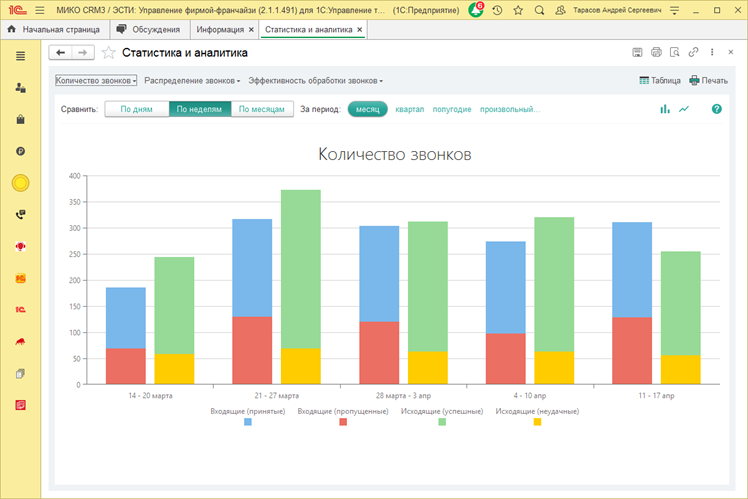 1С МИКО CRM3 / ЭСТИ: Управление фирмой-франчайзи (2.1.1.491) для 1С:Управление т... (1С:Предприятие) 6 Тарасов Андрей Сергеевич
Начальная страница Обсуждения Информация × Статистика и аналитика ×
Статистика и аналитика
Количество звонков Распределение звонков Эффективность обработки звонков Таблица Печать
Сравнить: По дням По неделям По месяцам За период: месяц квартал полугодие произвольный... ?
Количество звонков
400
350
300
250
200
150
100
50
0
14 - 20 марта 21 - 27 марта 28 марта - 3 апр 4 - 10 апр 11 - 17 апр
Входящие (принятые) Входящие (пропущенные) Исходящие (успешные) Исходящие (неудачные)
1С